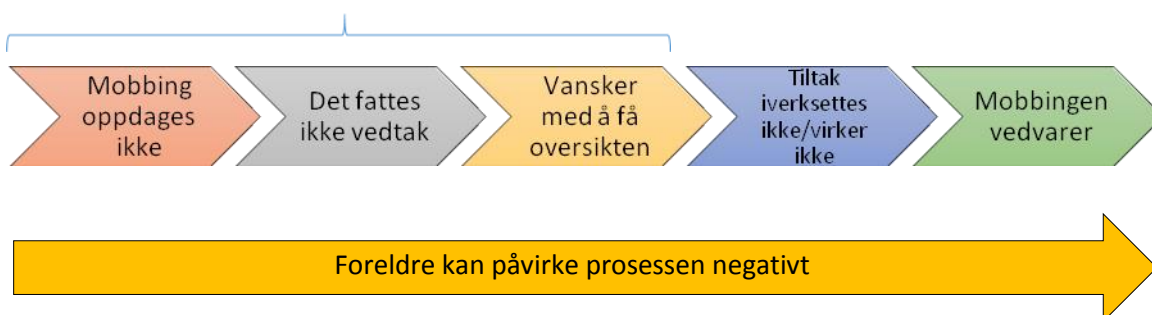 Mobbing
oppdages
ikke
Det fattes
ikke vedtak
Vansker
med å få
oversikten
Tiltak
iverksettes
ikke/virker
ikke
Mobbingen
vedvarer
Foreldre kan påvirke prosessen negativt